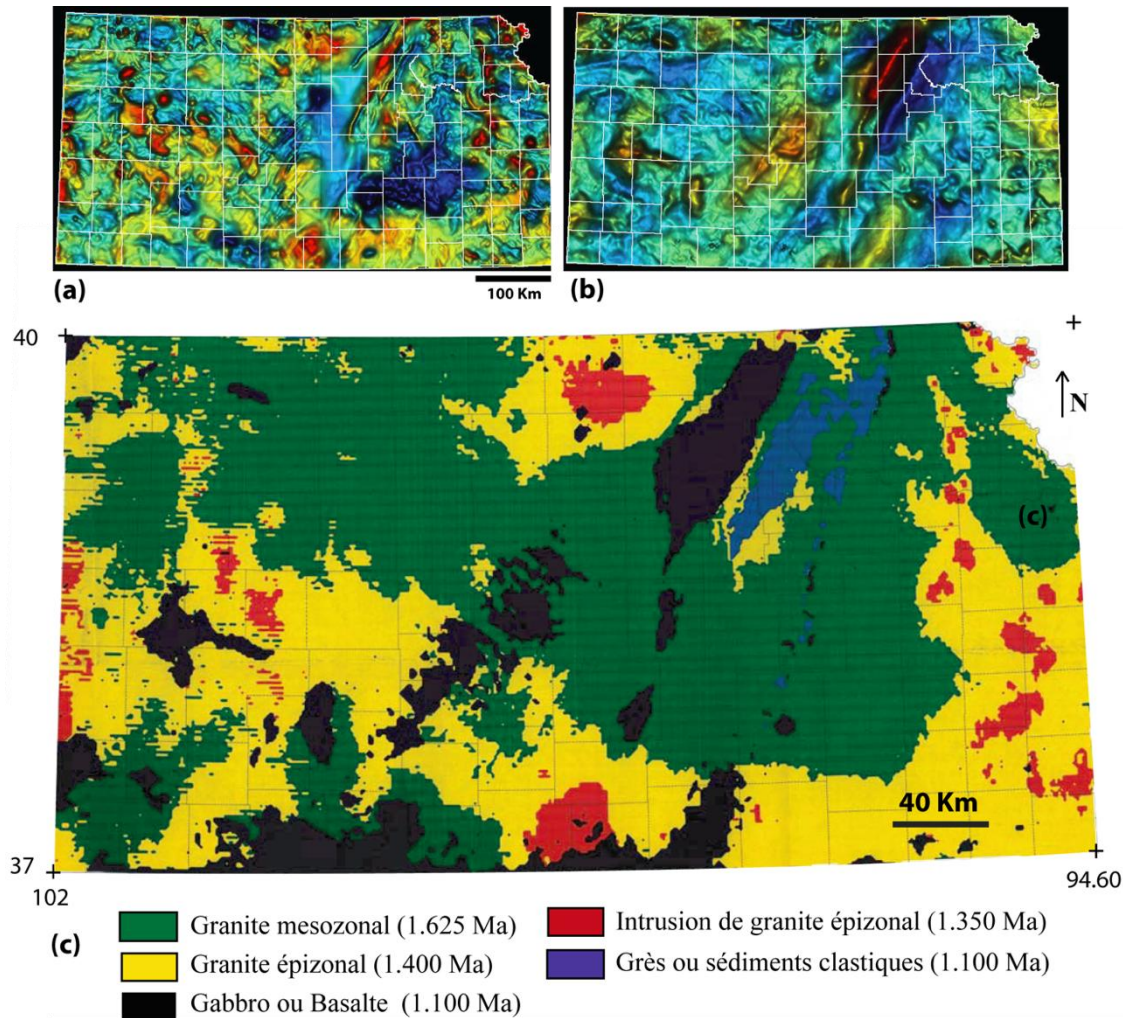 (a)
100 Km
(b)
40
N
(c)
40 Km
37
102
94.60
(c)
Granite mesozonal (1.625 Ma)
Intrusion de granite épizonal (1.350 Ma)
Granite épizonal (1.400 Ma)
Grès ou sédiments clastiques (1.100 Ma)
Gabbro ou Basalte (1.100 Ma)